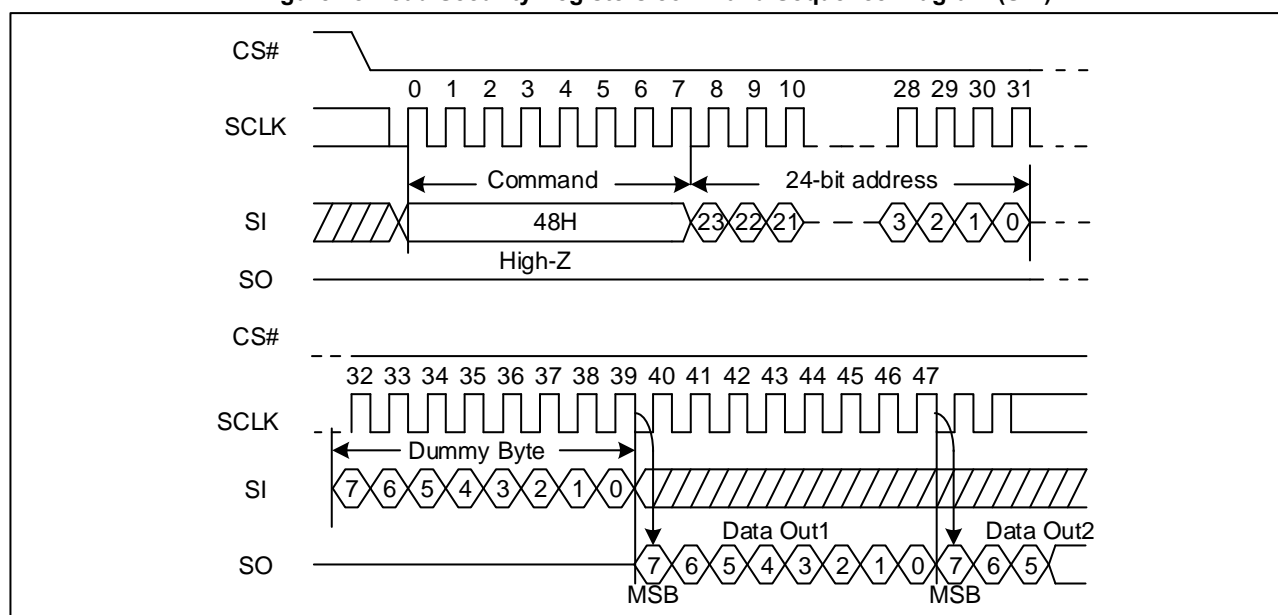 CS#
0 1 2 3 4 5 6 7 8 9 10 28 29 30 31
SCLK
Command 24-bit address
SI 48H 23 22 21 3 2 1 0
High-Z
SO
CS#
32 33 34 35 36 37 38 39 40 41 42 43 44 45 46 47
SCLK
Dummy Byte
SI 7 6 5 4 3 2 1 0
Data Out1 Data Out2
SO 7 6 5 4 3 2 1 0 7 6 5
MSB MSB